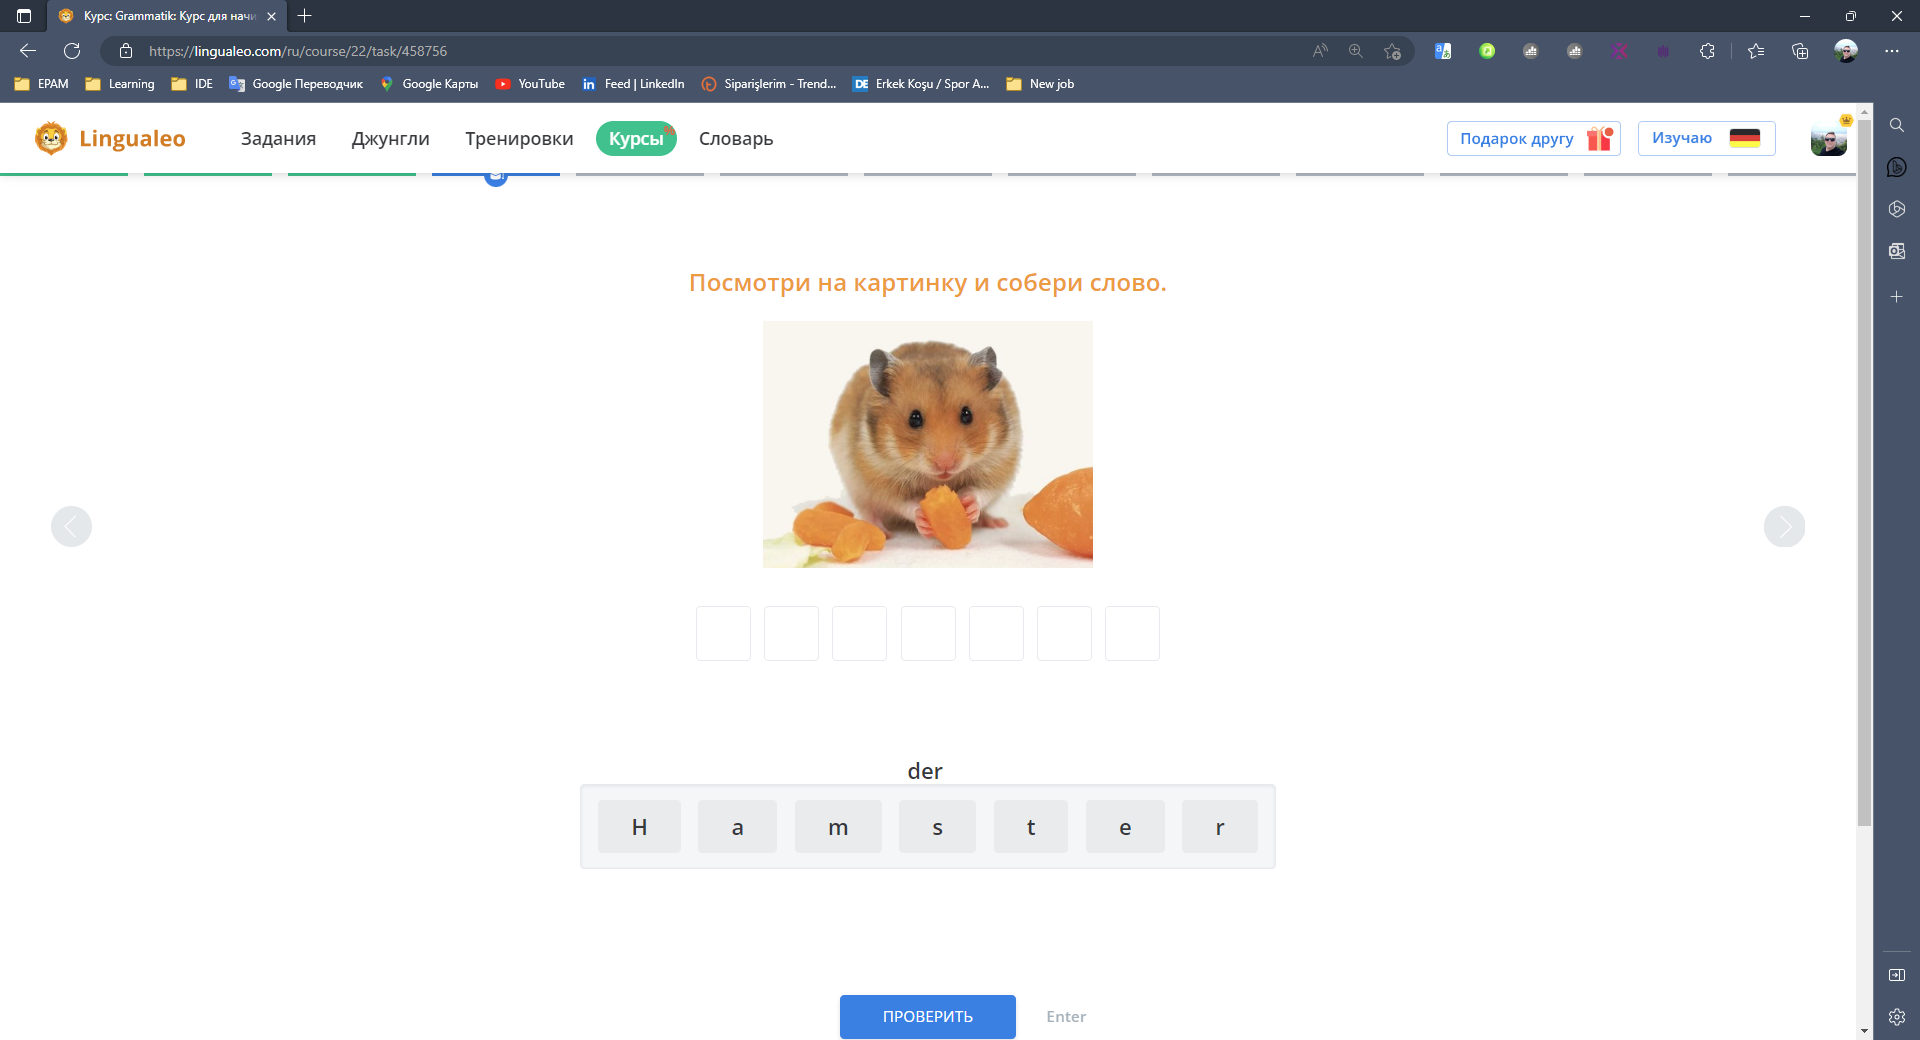 Курс: Grammatik: Курс для начи
https://lingualeo.com/ru/course/22/task/458756
EPAM
Learning
IDE
Google Переводчик
Google Карты
YouTube
Feed | LinkedIn
Siparişlerim - Trend...
DE
Erkek Koşu / Spor A...
New job
Lingualeo
Задания
Джунгли
Тренировки
Курсы
Словарь
Подарок другу
Изучаю
Посмотри на картинку и собери слово.
der
H a m s t e r
ПРОВЕРИТЬ
Enter